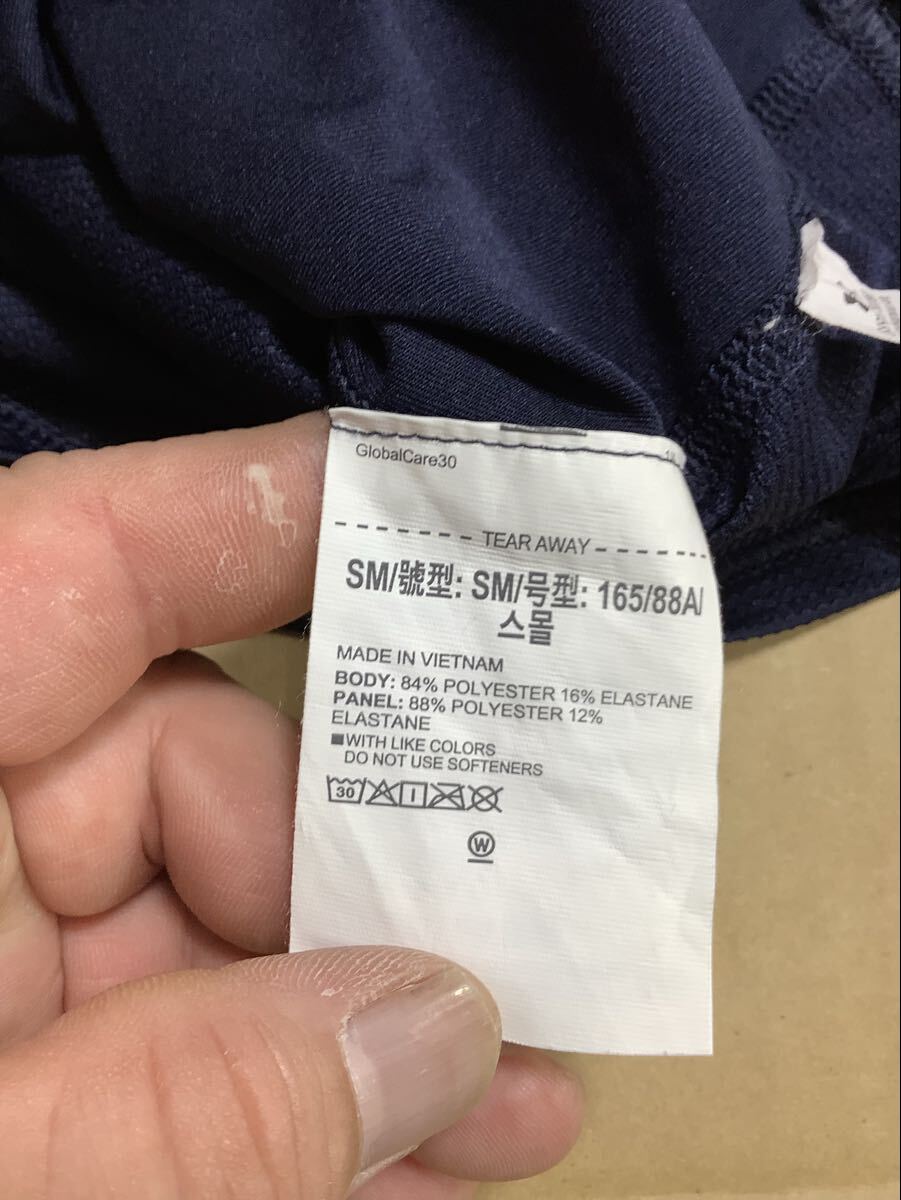 GlobalCare30
TEAR AWAY
SM/號型: SM/号型: 165/88A/
스몰
MADE IN VIETNAM
BODY: 84% POLYESTER 16% ELASTANE
PANEL: 88% POLYESTER 12%
ELASTANE
WITH LIKE COLORS
DO NOT USE SOFTENERS
30
W